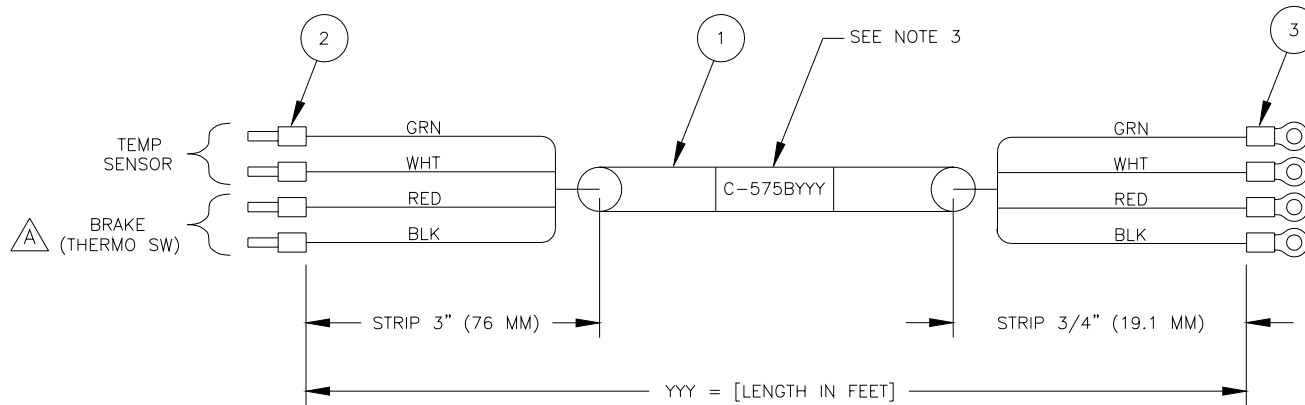 2
1
SEE NOTE 3
3
TEMP
SENSOR
GRN
WHT
RED
BLK
A
BRAKE
(THERMO SW)
C-575BYYY
GRN
WHT
RED
BLK
STRIP 3" (76 MM)
STRIP 3/4" (19.1 MM)
YYY = [LENGTH IN FEET]